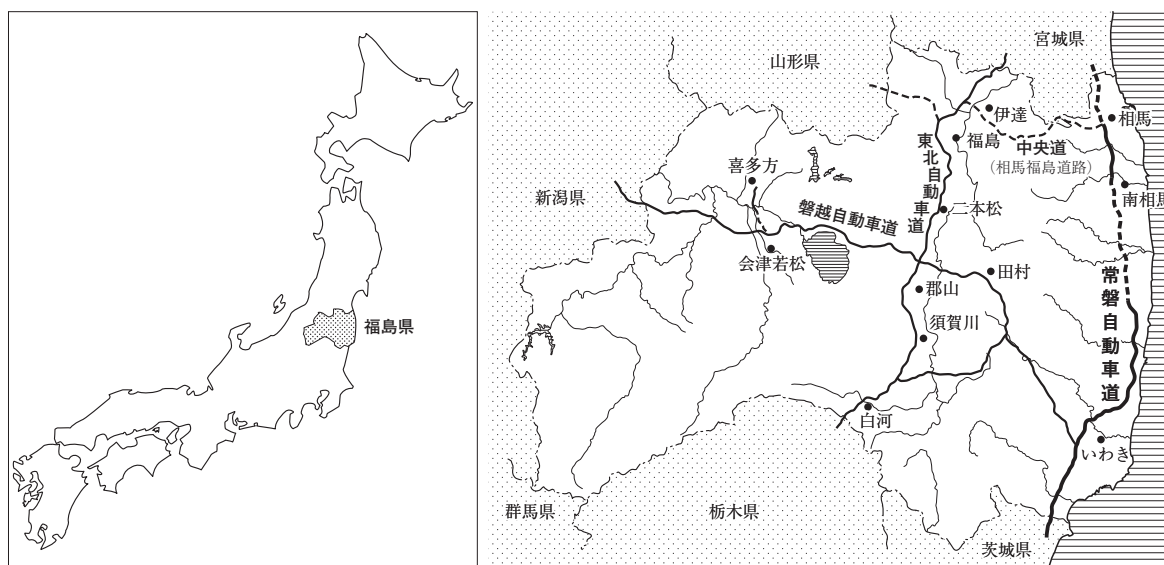 福島県
宮城県
山形県
伊達
相馬
福島
中央道
(相馬福島道路)
東北自動車道
喜多方
南相馬
新潟県
磐越自動車道
二本松
会津若松
田村
郡山
常磐自動車道
須賀川
白河
いわき
群馬県
栃木県
茨城県